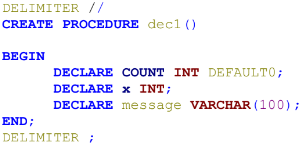 DELIMITER //
CREATE PROCEDURE dec1()
BEGIN
DECLARE COUNT INT DEFAULT0;
DECLARE x INT;
DECLARE message VARCHAR(100);
END;
DELIMITER ;